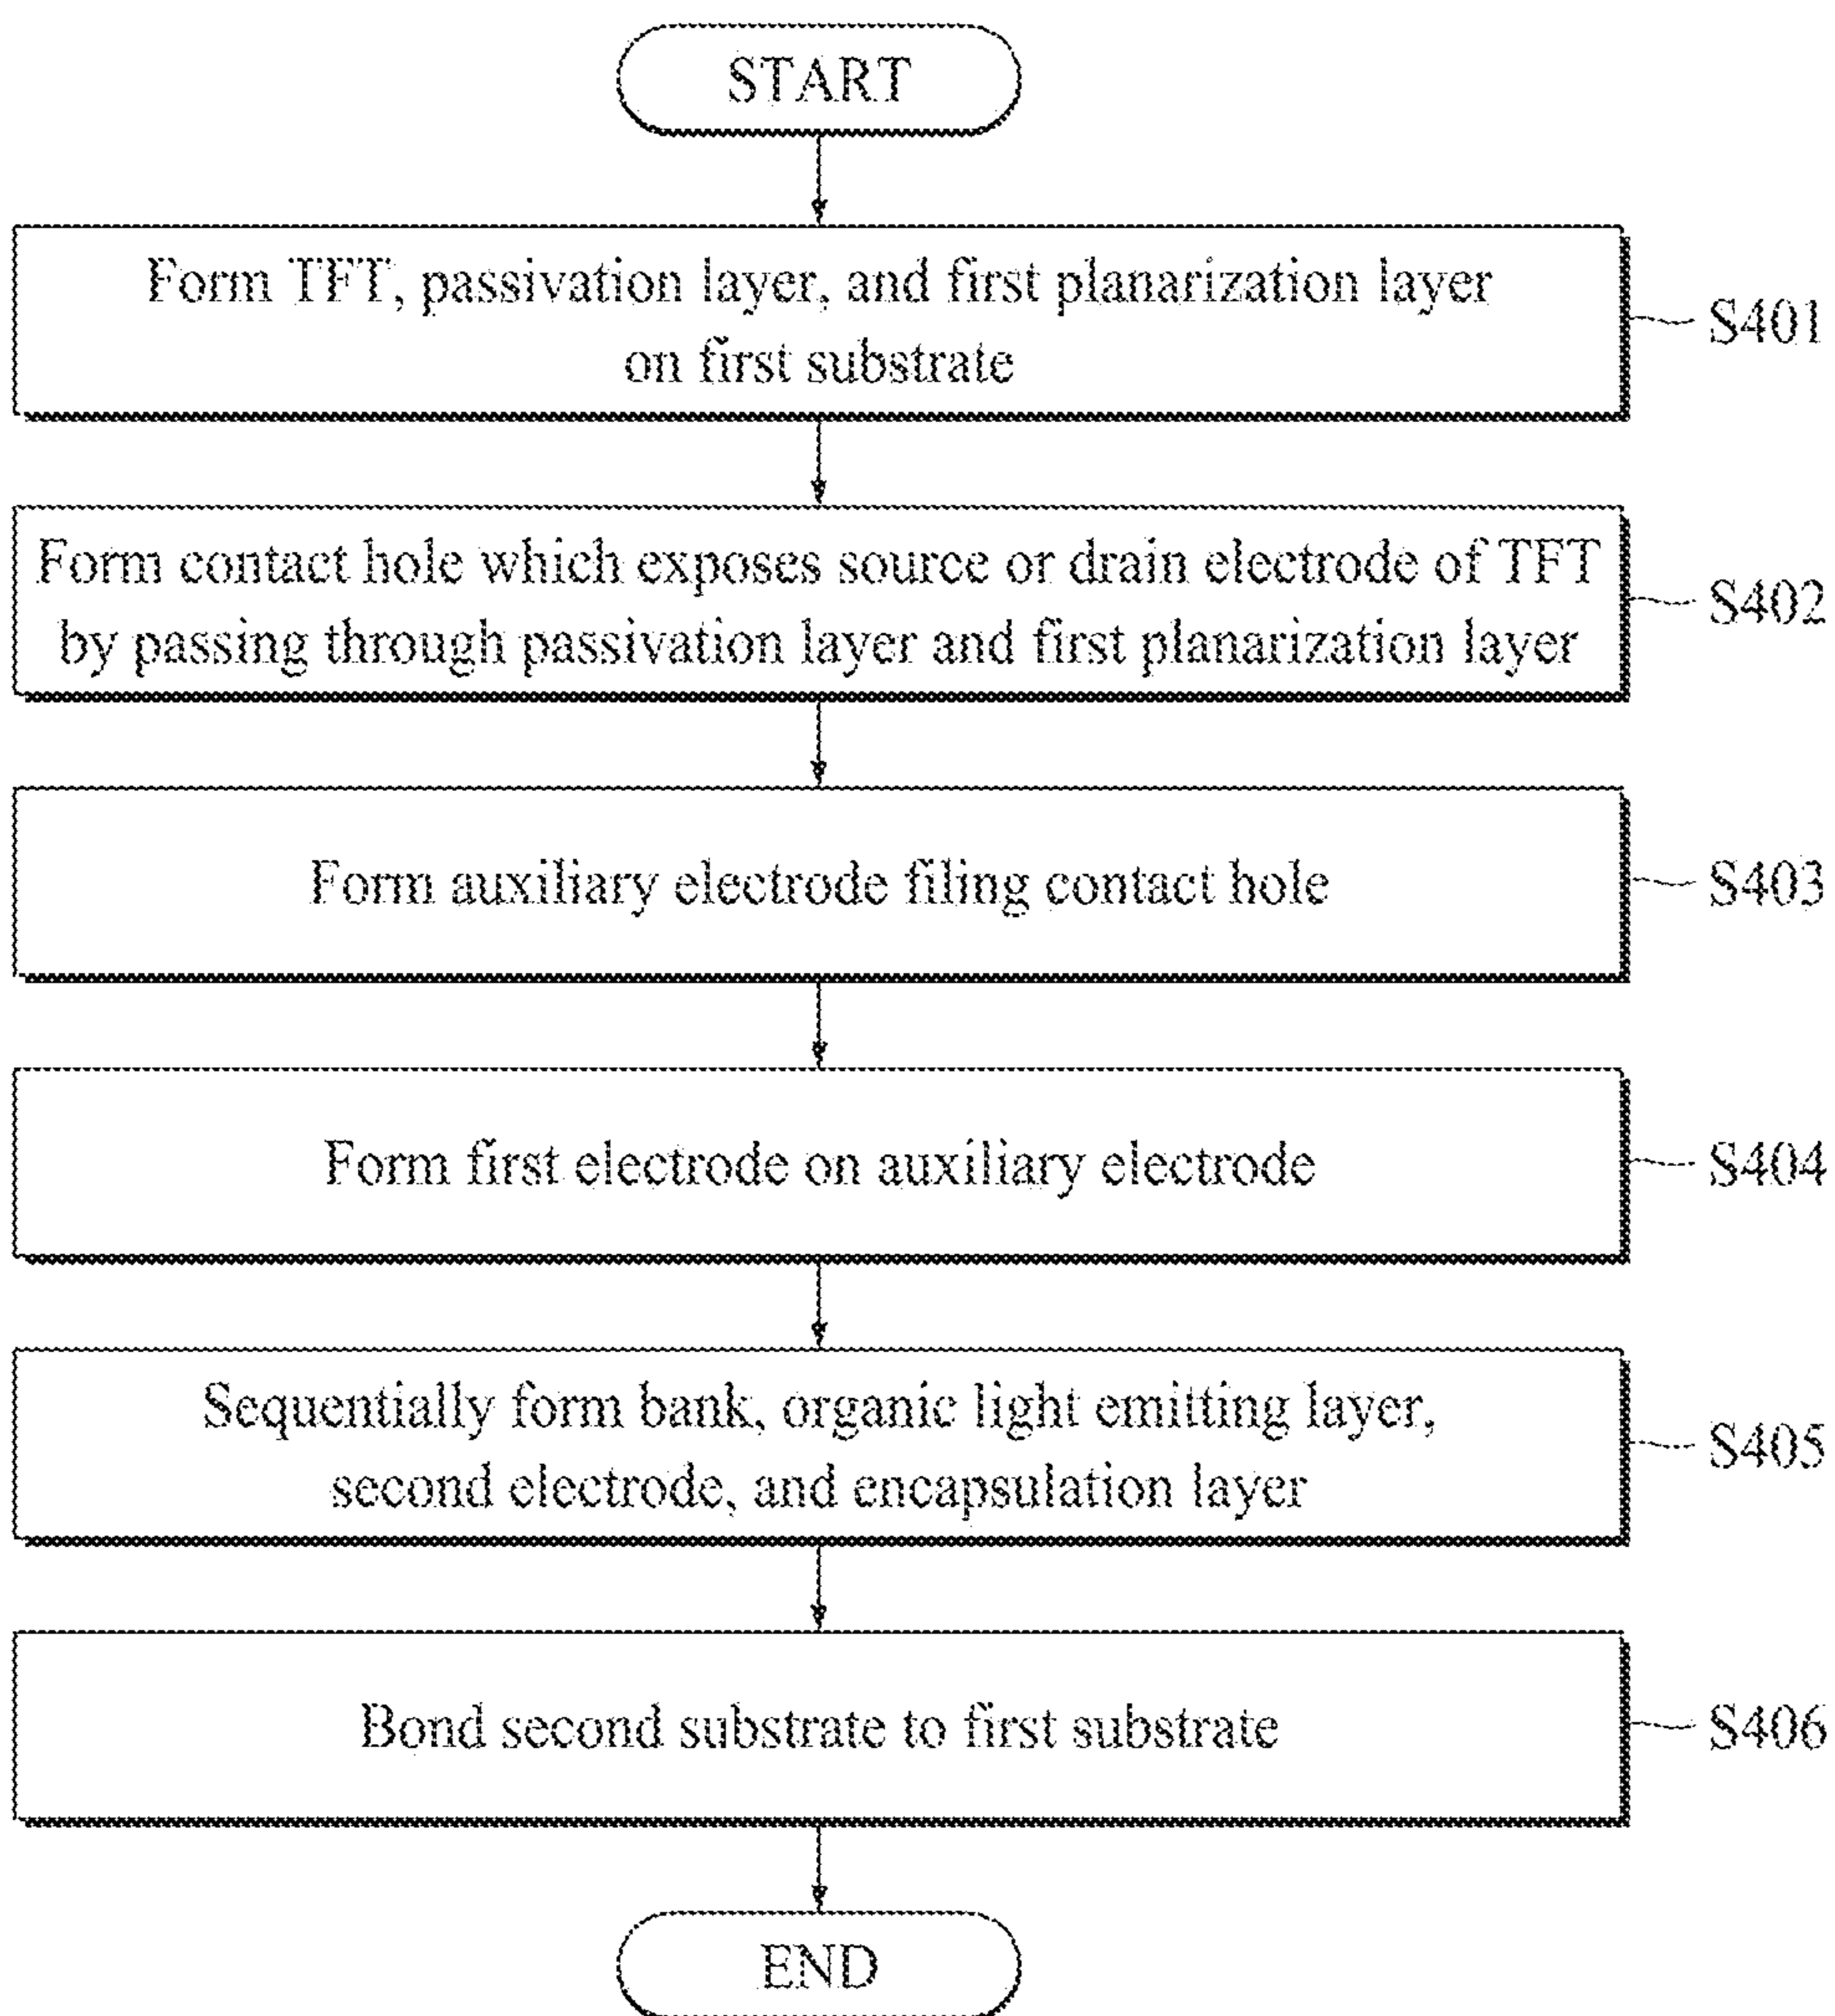 START
Form TFT, passivation layer, and first planarization layer
on first substrate
S401
Form contact hole which exposes source or drain electrode of TFT
by passing through passivation layer and first planarization layer
S402
Form auxiliary electrode filing contact hole
S403
Form first electrode on auxiliary electrode
S404
Sequentially form bank, organic light emitting layer,
second electrode, and encapsulation layer
S405
Bond second substrate to first substrate
S406
END